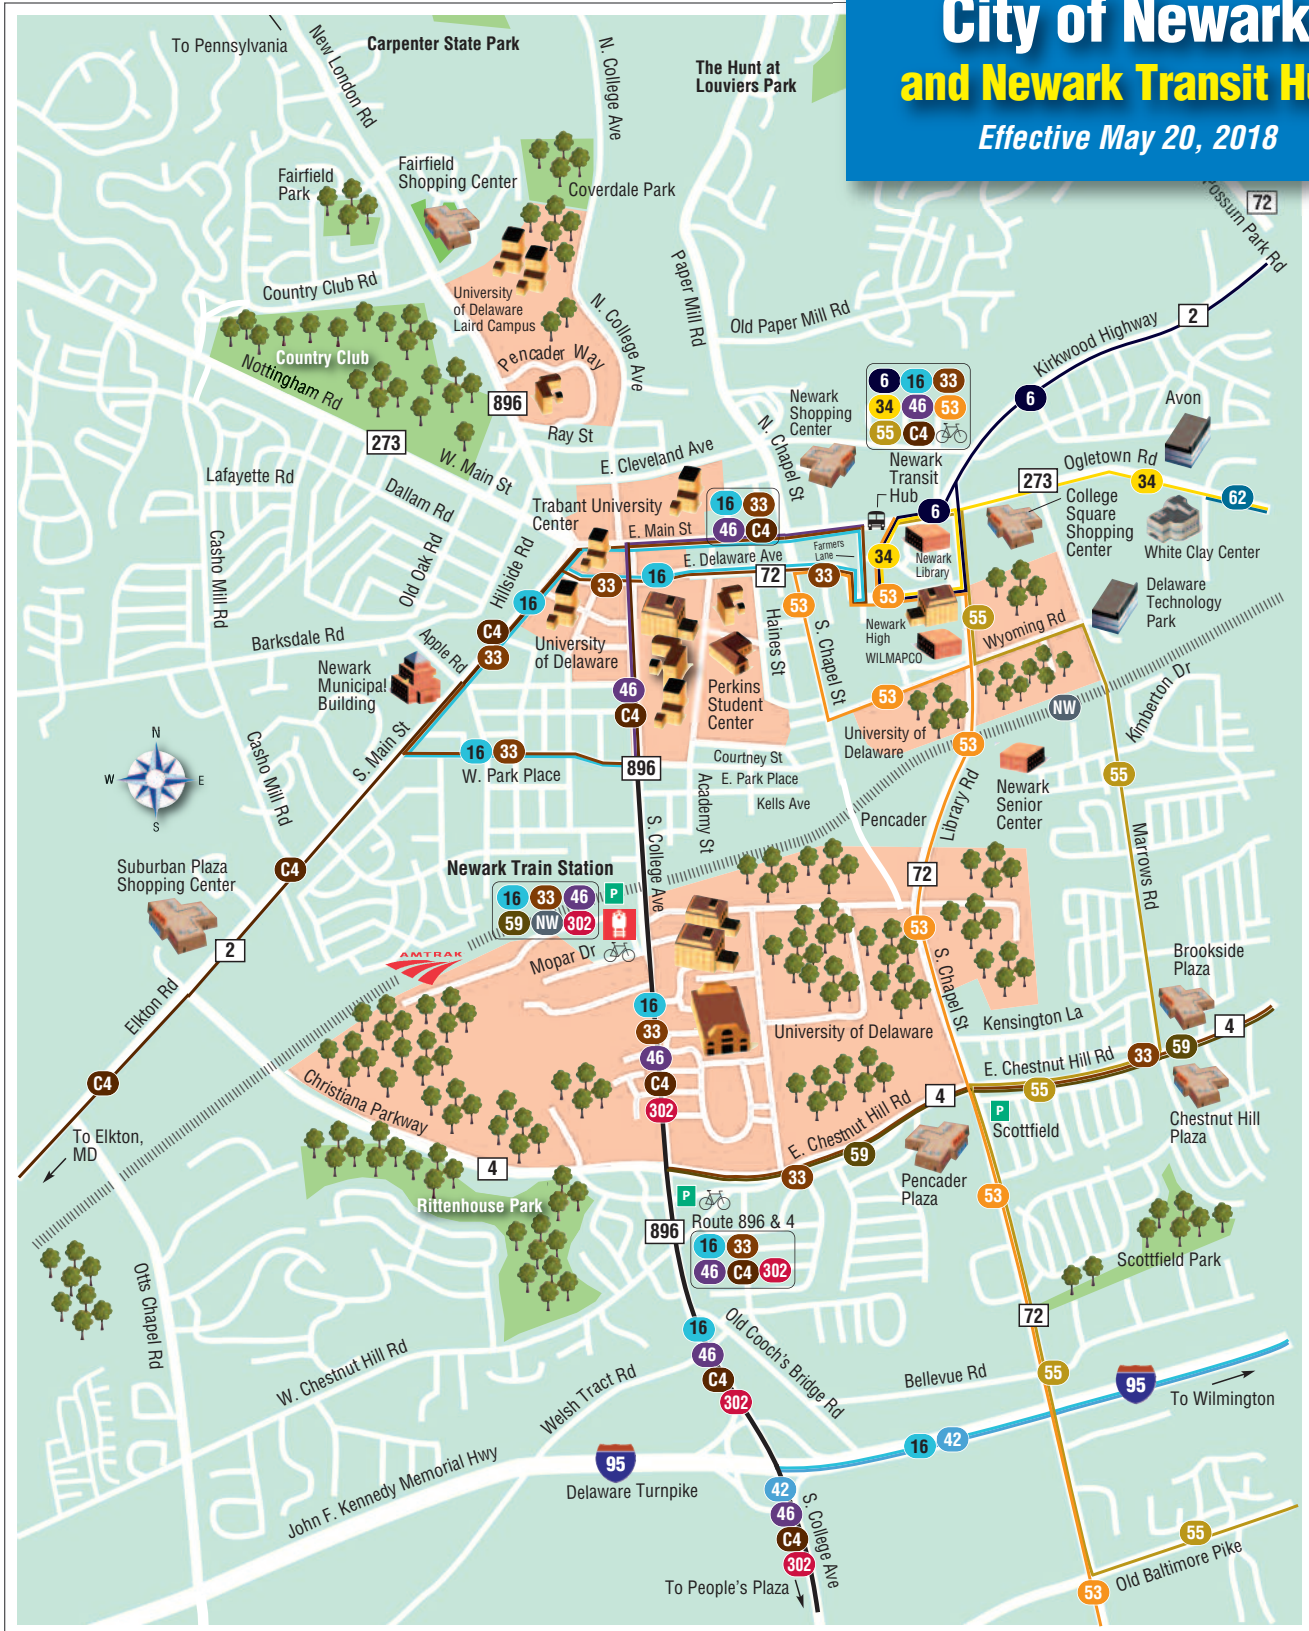 City of Newark
and Newark Transit Hu
Effective May 20, 2018
To Pennsylvania
New London Rd
Carpenter State Park
N. College Ave
The Hunt at
Louviers Park
Possum Park Rd
72
Fairfield
Park
Fairfield
Shopping Center
Coverdale Park
Country Club Rd
University
of Delaware
Laird Campus
N. College Ave
Paper Mill Rd
Old Paper Mill Rd
Kirkwood Highway
2
Country Club
Nottingham Rd
Pencader Way
896
273
Ray St
W. Main St
E. Cleveland Ave
N. Chapel St
Newark
Shopping
Center
6 16 33
34 46 53
55 C4
6
Avon
Newark
Transit
Hub
Ogletown Rd
273
34
62
College
Square
Shopping
Center
White Clay Center
Lafayette Rd
Dallam Rd
Trabant University
Center
E. Main St
16 33
46 C4
6
Casho Mill Rd
Old Oak Rd
Hillside Rd
E. Delaware Ave
Farmers
Lane
34
Newark
Library
33
16
72
33
53
53
Delaware
Technology
Park
16
C4
33
Haines St
S. Chapel St
Newark
High
WILMAPCO
55
Wyoming Rd
Barksdale Rd
Apple Rd
University
of Delaware
Newark
Municipal
Building
46
C4
Perkins
Student
Center
53
NW
Kimberton Dr
University of
Delaware
53
N
W
E
S
Casho Mill Rd
S. Main St
16 33
W. Park Place
896
Courtney St
E. Park Place
Kells Ave
Academy St
55
Newark
Senior
Center
Library Rd
Pencader
S. College Ave
Marrows Rd
Suburban Plaza
Shopping Center
C4
Newark Train Station
P
16 33 46
59 NW 302
72
53
2
AMTRAK
Mopar Dr
Brookside
Plaza
Elkton Rd
16
33
46
C4
302
University of Delaware
S. Chapel St
Kensington La
4
E. Chestnut Hill Rd
33
59
55
C4
Christiana Parkway
4
P
Scottfield
Chestnut Hill
Plaza
To Elkton,
MD
E. Chestnut Hill Rd
59
33
4
Pencader
Plaza
53
Rittenhouse Park
P
Route 896 & 4
896
16 33
46 C4 302
Scottfield Park
Otts Chapel Rd
72
16
46
C4
302
Old Cooch's Bridge Rd
W. Chestnut Hill Rd
Welsh Tract Rd
Bellevue Rd
55
95
To Wilmington
16 42
John F. Kennedy Memorial Hwy
95
Delaware Turnpike
42
46
C4
302
S. College Ave
To People's Plaza
55
Old Baltimore Pike
53